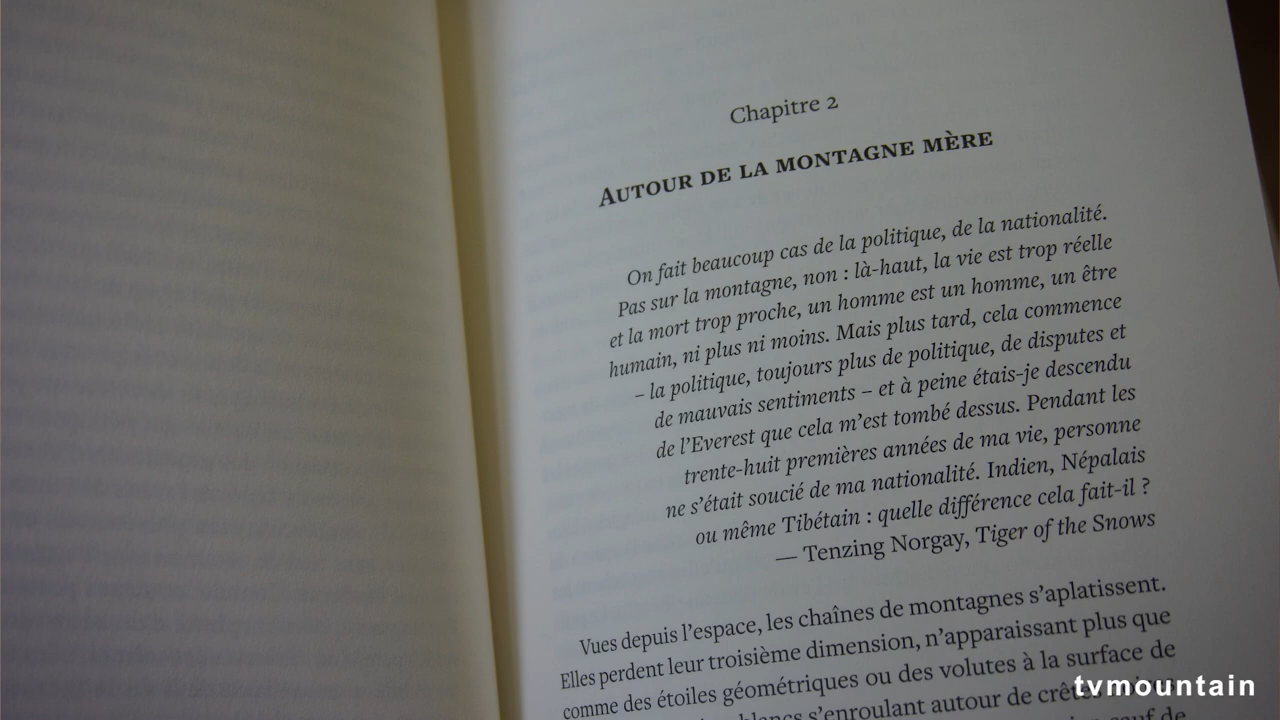 Chapitre 2
AUTOUR DE LA MONTAGNE MÈRE
On fait beaucoup cas de la politique, de la nationalité.
Pas sur la montagne, non : là-haut, la vie est trop réelle
et la mort trop proche, un homme est un homme, un être
humain, ni plus ni moins. Mais plus tard, cela commence
– la politique, toujours plus de politique, de disputes et
de mauvais sentiments – et à peine étais-je descendu
de l’Everest que cela m’est tombé dessus. Pendant les
trente-huit premières années de ma vie, personne
ne s’était soucié de ma nationalité. Indien, Népalais
ou même Tibétain : quelle différence cela fait-il ?
— Tenzing Norgay, Tiger of the Snows
Vues depuis l’espace, les chaînes de montagnes s’aplatissent.
Elles perdent leur troisième dimension, n’apparaissant plus que
comme des étoiles géométriques ou des volutes à la surface de
blancs s’enroulant autour de crêtes
sauf de
tvmountain